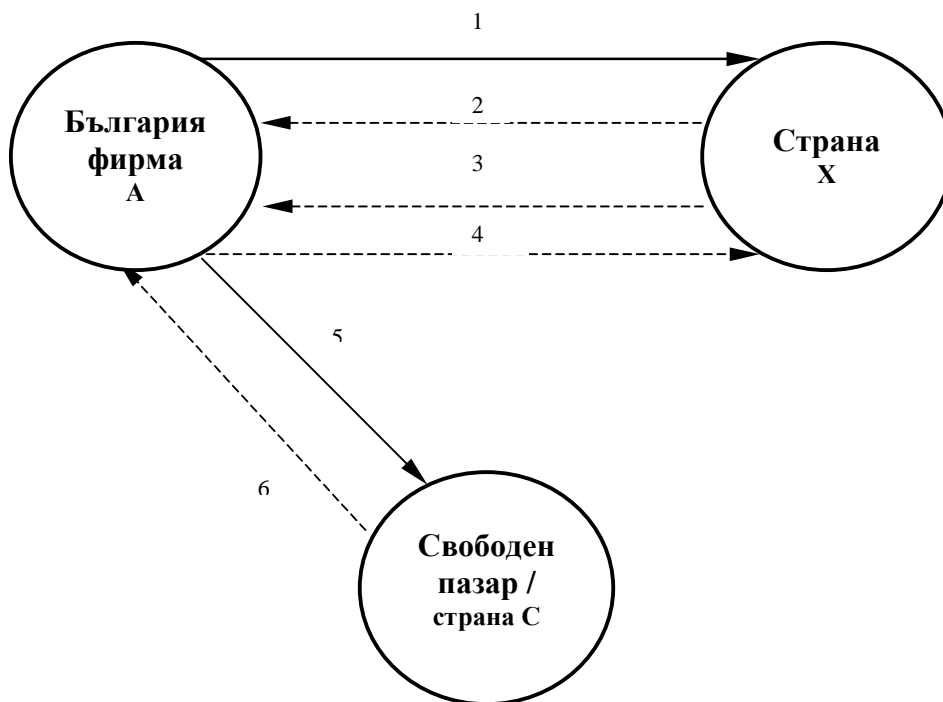 1
България
фирма
А
2
3
4
Страна
Х
5
6
Свободен
пазар /
страна С